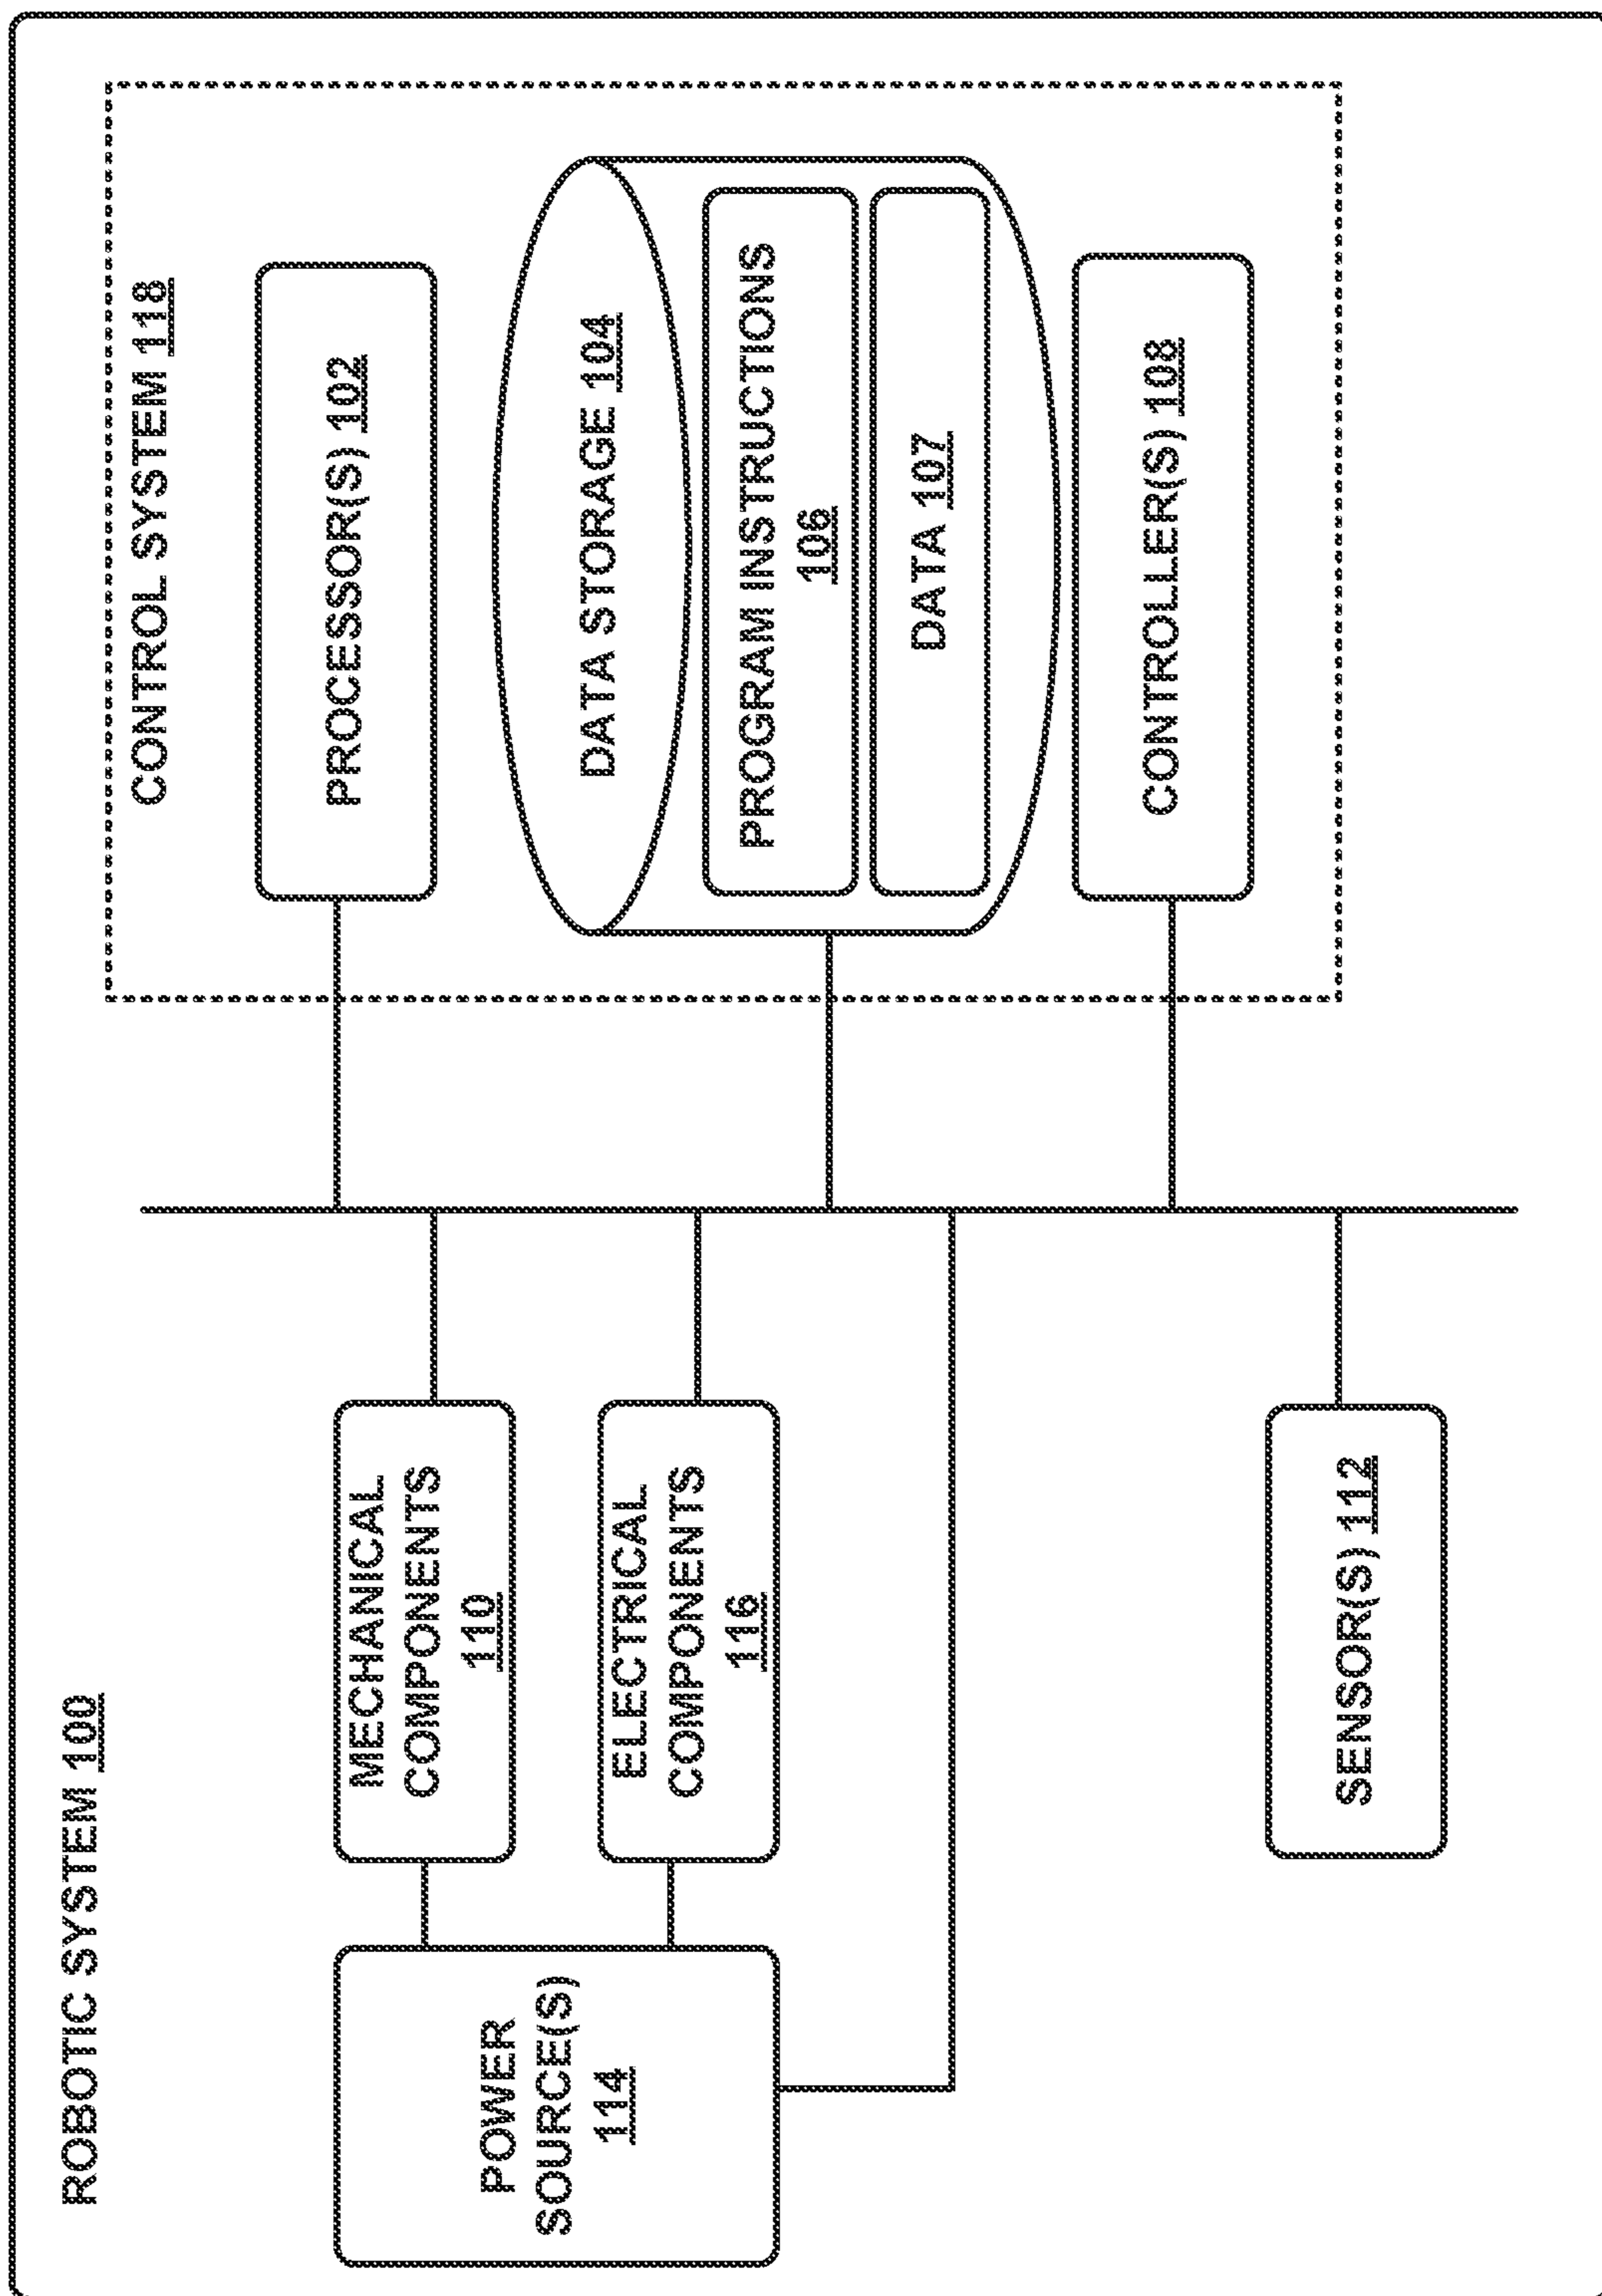 ROBOTIC SYSTEM 100
POWER
SOURCE(S)
114
MECHANICAL
COMPONENTS
110
ELECTRICAL
COMPONENTS
116
SENSOR(S) 112
CONTROL SYSTEM 118
PROCESSOR(S) 102
DATA STORAGE 104
PROGRAM INSTRUCTIONS
106
DATA 107
CONTROLLER(S) 108